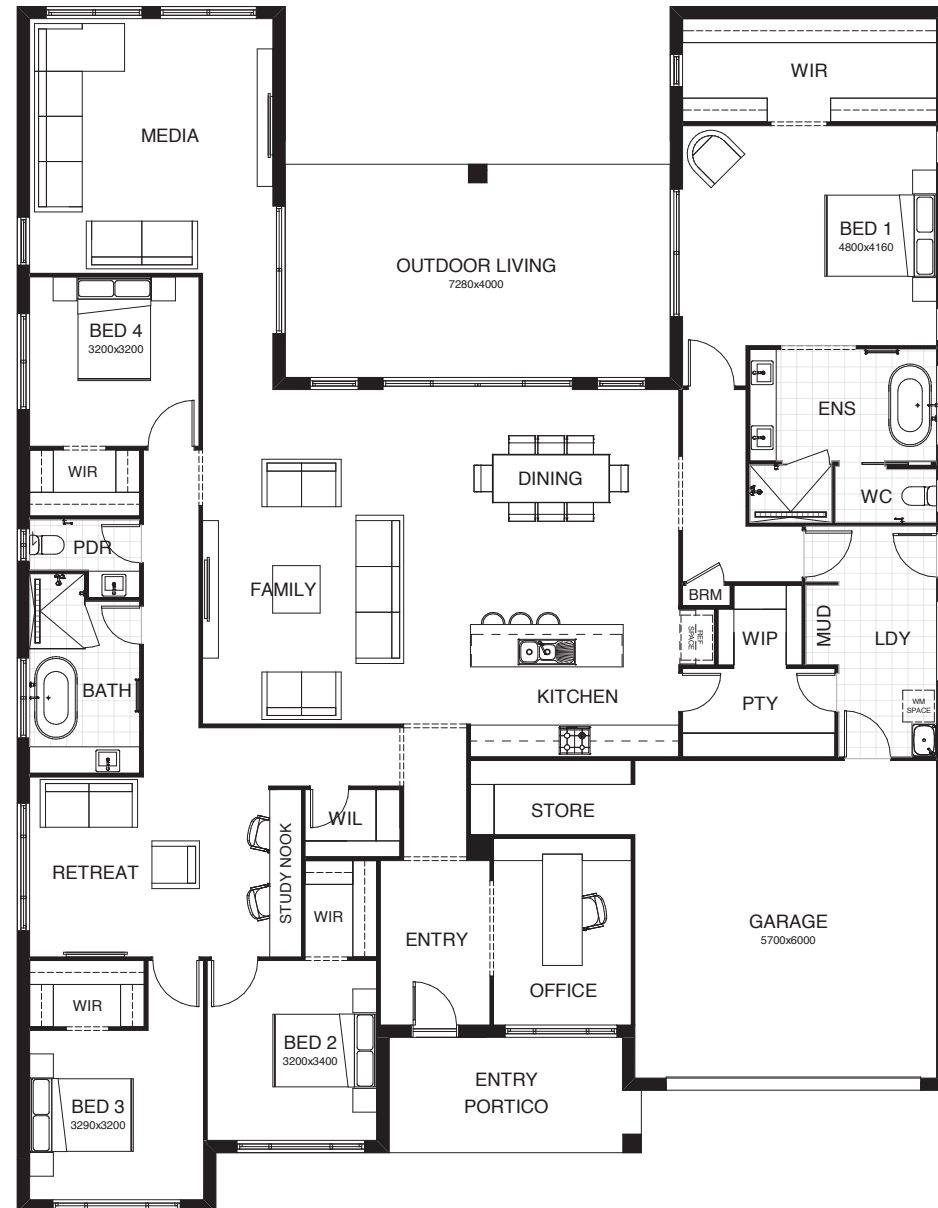 WIR
MEDIA
BED 1
4800x4160
OUTDOOR LIVING
7280x4000
BED 4
3200x3200
ENS
WIR
DINING
WC
PDR
FAMILY
BRM
REF
SPACE
WIP
MUD
LDY
BATH
KITCHEN
PTY
WM
SPACE
WIL
STORE
RETREAT
STUDY NOOK
WIR
ENTRY
GARAGE
5700x6000
OFFICE
WIR
BED 2
3200x3400
ENTRY
PORTICO
BED 3
3290x3200